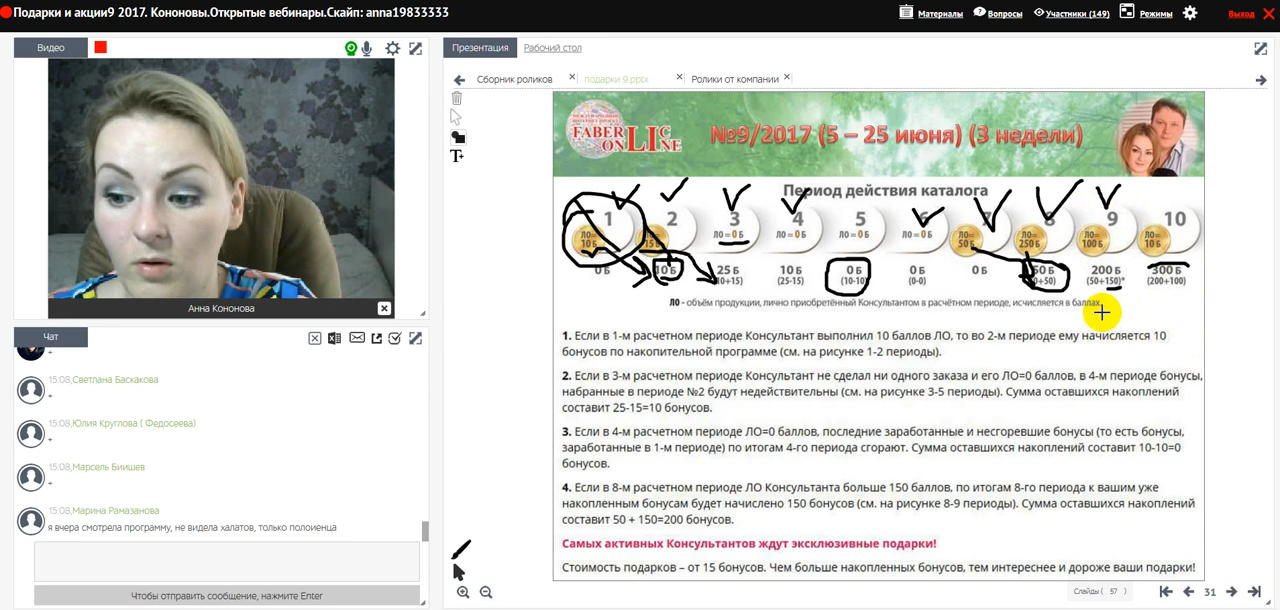 Подарки и акции9 2017. Кононовы.Открытые вебинары.Скайп: anna19833333
Материалы
Вопросы
Участники (149)
Режимы
Выход
Видео
Анна Кононова
Чат
+
15:08,Светлана Баскакова
+
15:08,Юлия Круглова ( Федосеева)
+
15:08,Марсель Биишев
+
15:08,Марина Рамазанова
я вчера смотрела программу, не видела халатов, только полоиенца
Чтобы отправить сообщение, нажмите Enter
Презентация
Рабочий стол
Сборник роликов
подарки 9.pptx
Ролики от компании
МЕЖДУНАРОДНЫЙ
ИНТЕРНЕТ-ПРОЕКТ
FABERLIC
ONLINE
№9/2017 (5 – 25 июня) (3 недели)
Период действия каталога
1 2 3 4 5 6 7 8 9 10
ЛО= 10 Б
ЛО= 15 Б
ЛО=0 Б
ЛО=0 Б
ЛО=0 Б
ЛО=0 Б
ЛО= 50 Б
ЛО= 250 Б
ЛО= 100 Б
ЛО= 10 Б
0 Б 10 Б 25 Б 10 Б 0 Б 0 Б 0 Б 50 Б 200 Б 300 Б
(10+15) (25-15) (10-10) (0-0) (0+50) (50+150)* (200+100)
ЛО - объём продукции, лично приобретённый Консультантом в расчётном периоде, исчисляется в баллах
1. Если в 1-м расчетном периоде Консультант выполнил 10 баллов ЛО, то во 2-м периоде ему начисляется 10
бонусов по накопительной программе (см. на рисунке 1-2 периоды).
2. Если в 3-м расчетном периоде Консультант не сделал ни одного заказа и его ЛО=0 баллов, в 4-м периоде бонусы,
набранные в периоде №2 будут недействительны (см. на рисунке 3-5 периоды). Сумма оставшихся накоплений
составит 25-15=10 бонусов.
3. Если в 4-м расчетном периоде ЛО=0 баллов, последние заработанные и несгоревшие бонусы (то есть бонусы,
заработанные в 1-м периоде) по итогам 4-го периода сгорают. Сумма оставшихся накоплений составит 10-10=0
бонусов.
4. Если в 8-м расчетном периоде ЛО Консультанта больше 150 баллов, по итогам 8-го периода к вашим уже
накопленным бонусам будет начислено 150 бонусов (см. на рисунке 8-9 периоды). Сумма оставшихся накоплений
составит 50 + 150=200 бонусов.
Самых активных Консультантов ждут эксклюзивные подарки!
Стоимость подарков – от 15 бонусов. Чем больше накопленных бонусов, тем интереснее и дороже ваши подарки!
Слайды ( 57 )
31